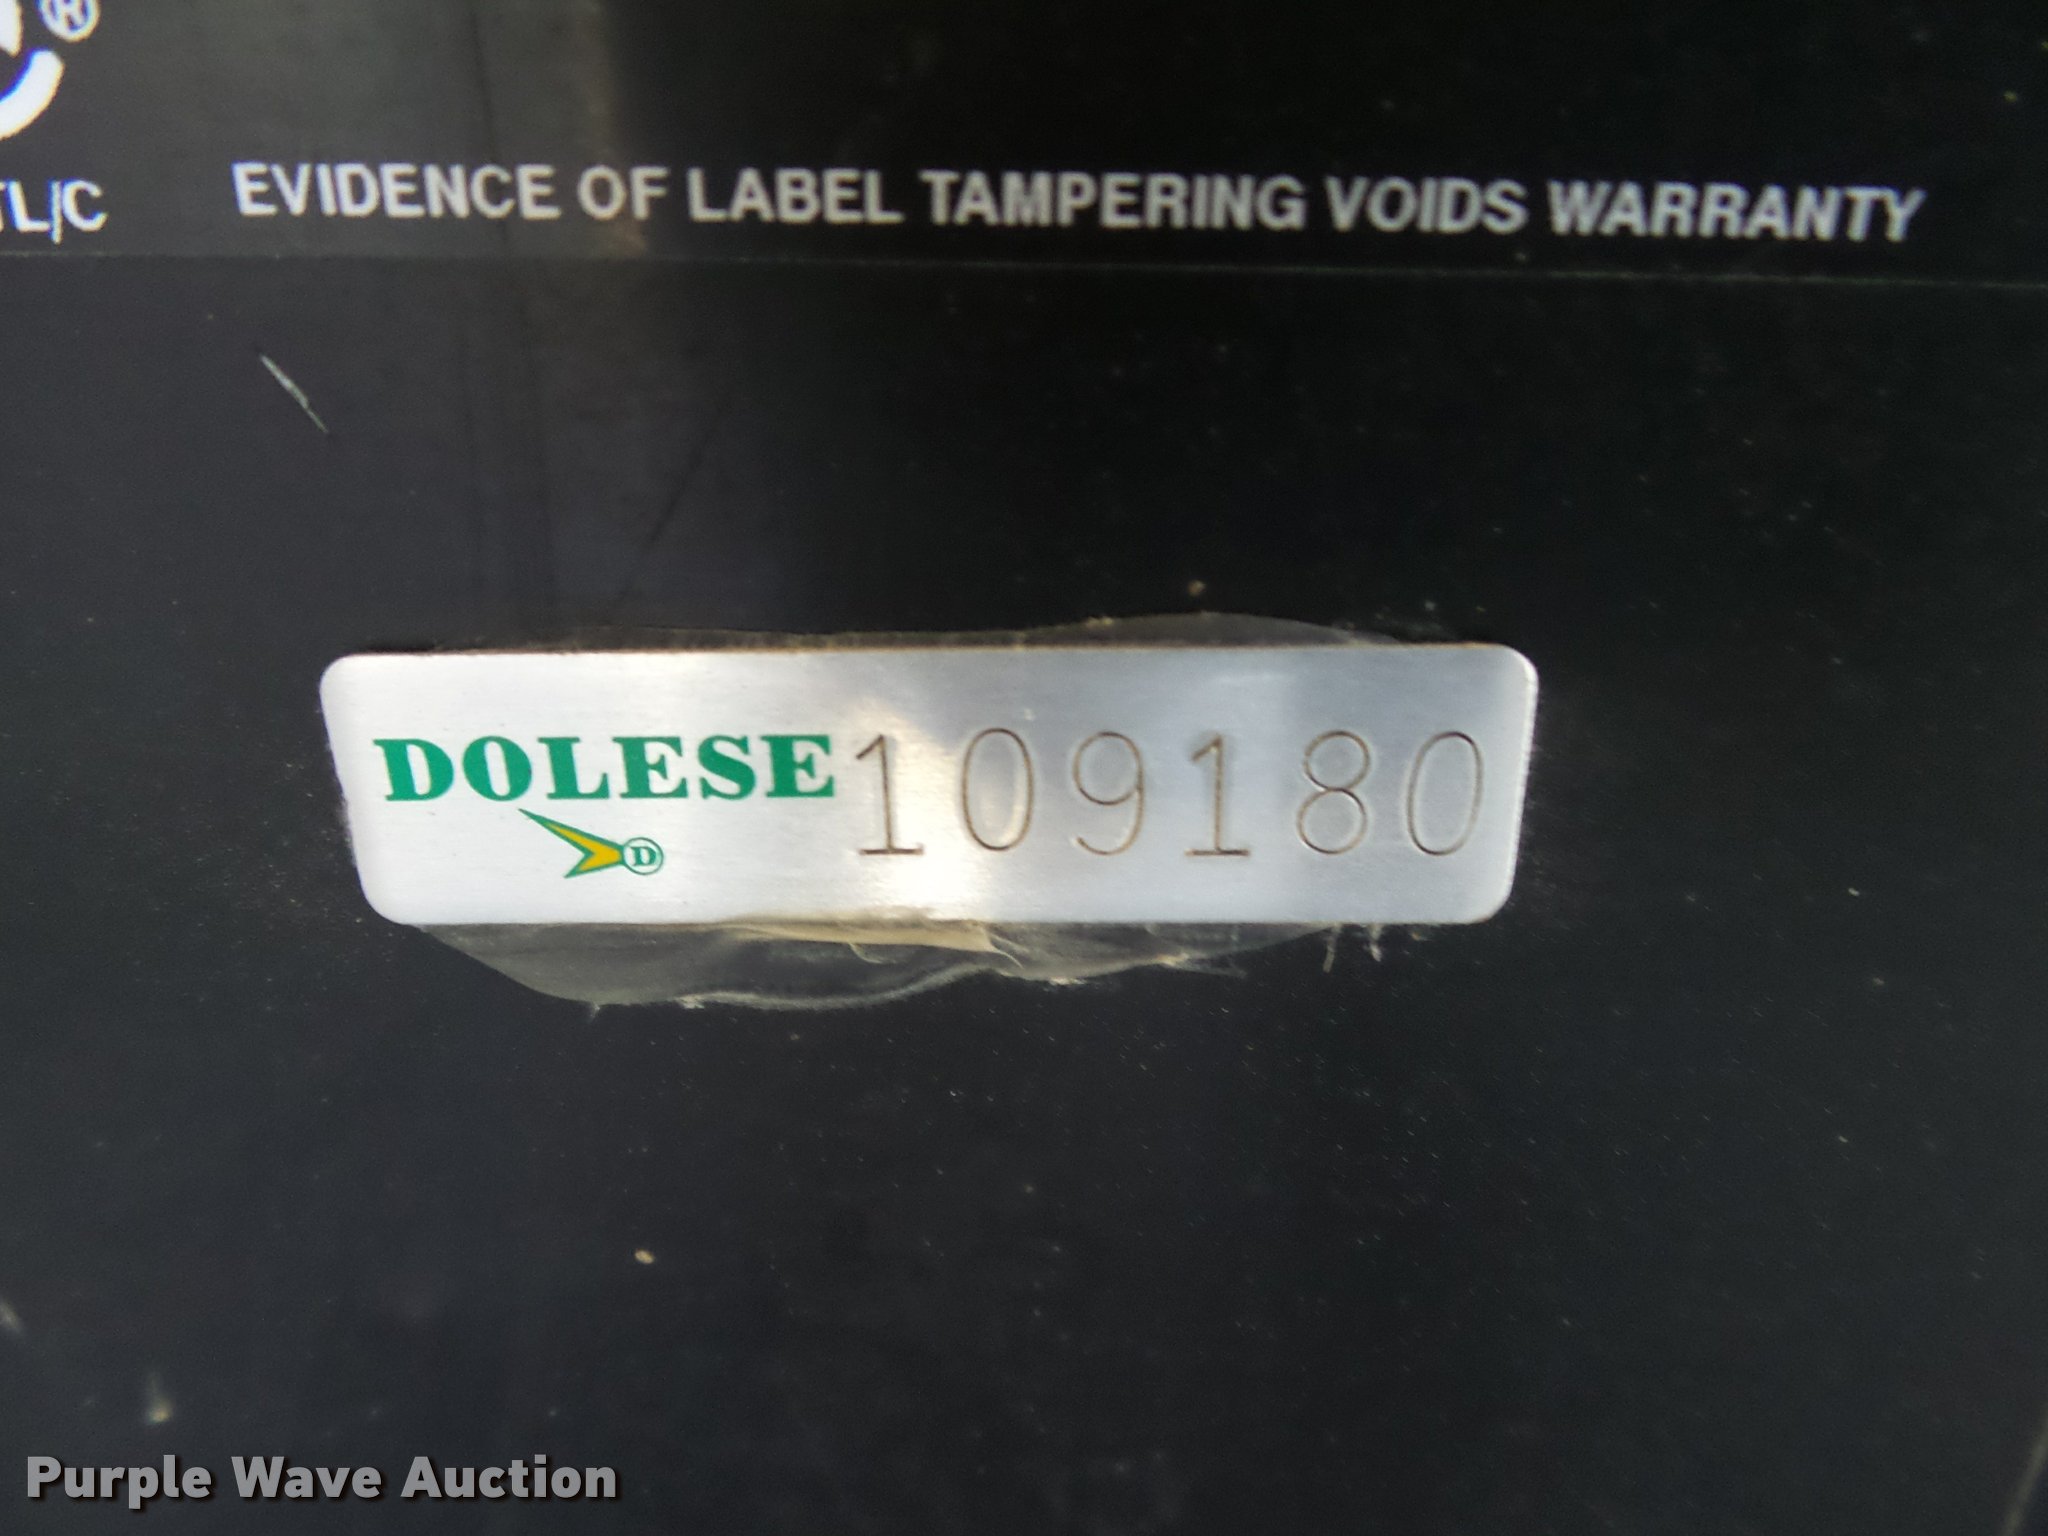 ®
TL/C
EVIDENCE OF LABEL TAMPERING VOIDS WARRANTY
DOLESE 109180
D
Purple Wave Auction